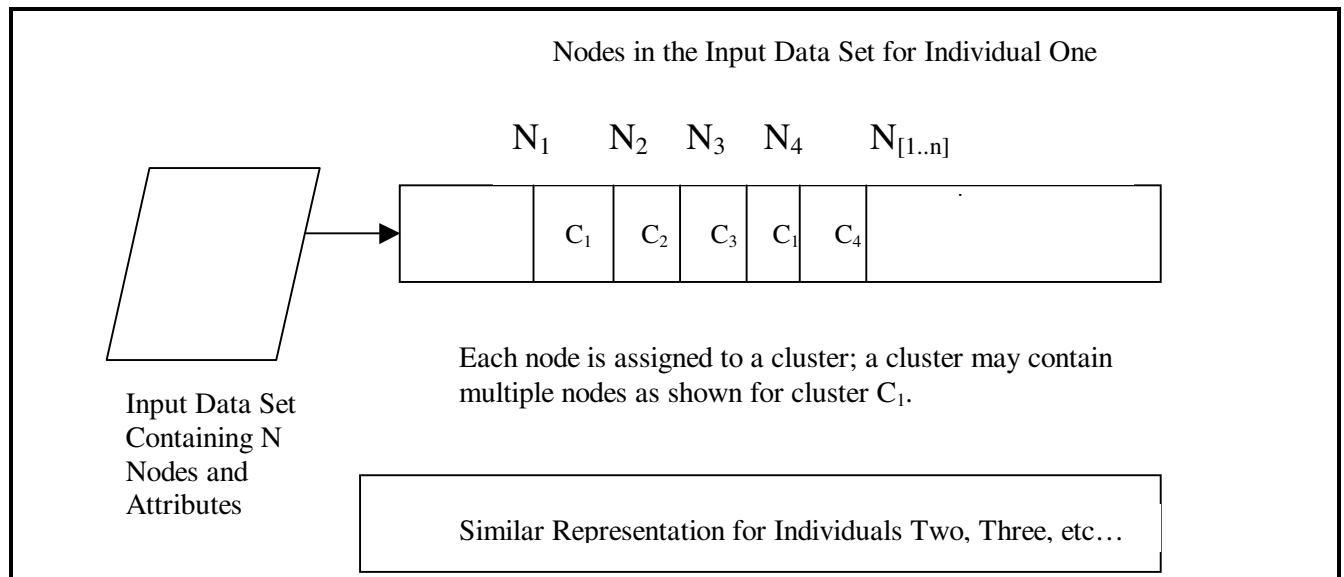 Nodes in the Input Data Set for Individual One
N₁ N₂ N₃ N₄ N[1..n]
C₁ C₂ C₃ C₁ C₄
Each node is assigned to a cluster; a cluster may contain
multiple nodes as shown for cluster C₁.
Input Data Set
Containing N
Nodes and
Attributes
Similar Representation for Individuals Two, Three, etc…